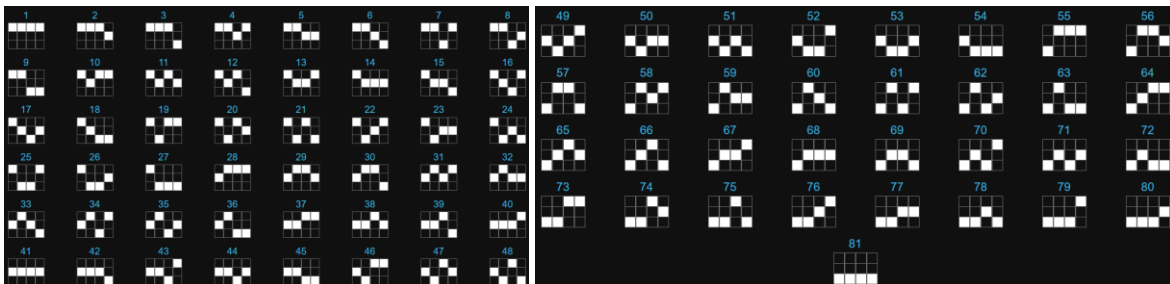 1 2 3 4 5 6 7 8
9 10 11 12 13 14 15 16
17 18 19 20 21 22 23 24
25 26 27 28 29 30 31 32
33 34 35 36 37 38 39 40
41 42 43 44 45 46 47 48
49 50 51 52 53 54 55 56
57 58 59 60 61 62 63 64
65 66 67 68 69 70 71 72
73 74 75 76 77 78 79 80
81